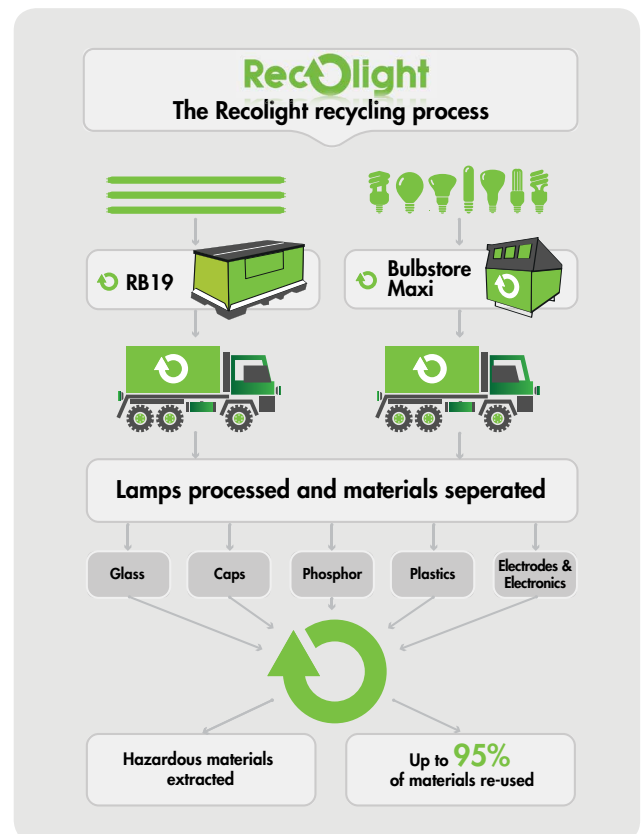 Recolight
The Recolight recycling process
RB19
Bulbstore
Maxi
Lamps processed and materials seperated
Glass
Caps
Phosphor
Plastics
Electrodes &
Electronics
Hazardous materials
extracted
Up to 95%
of materials re-used